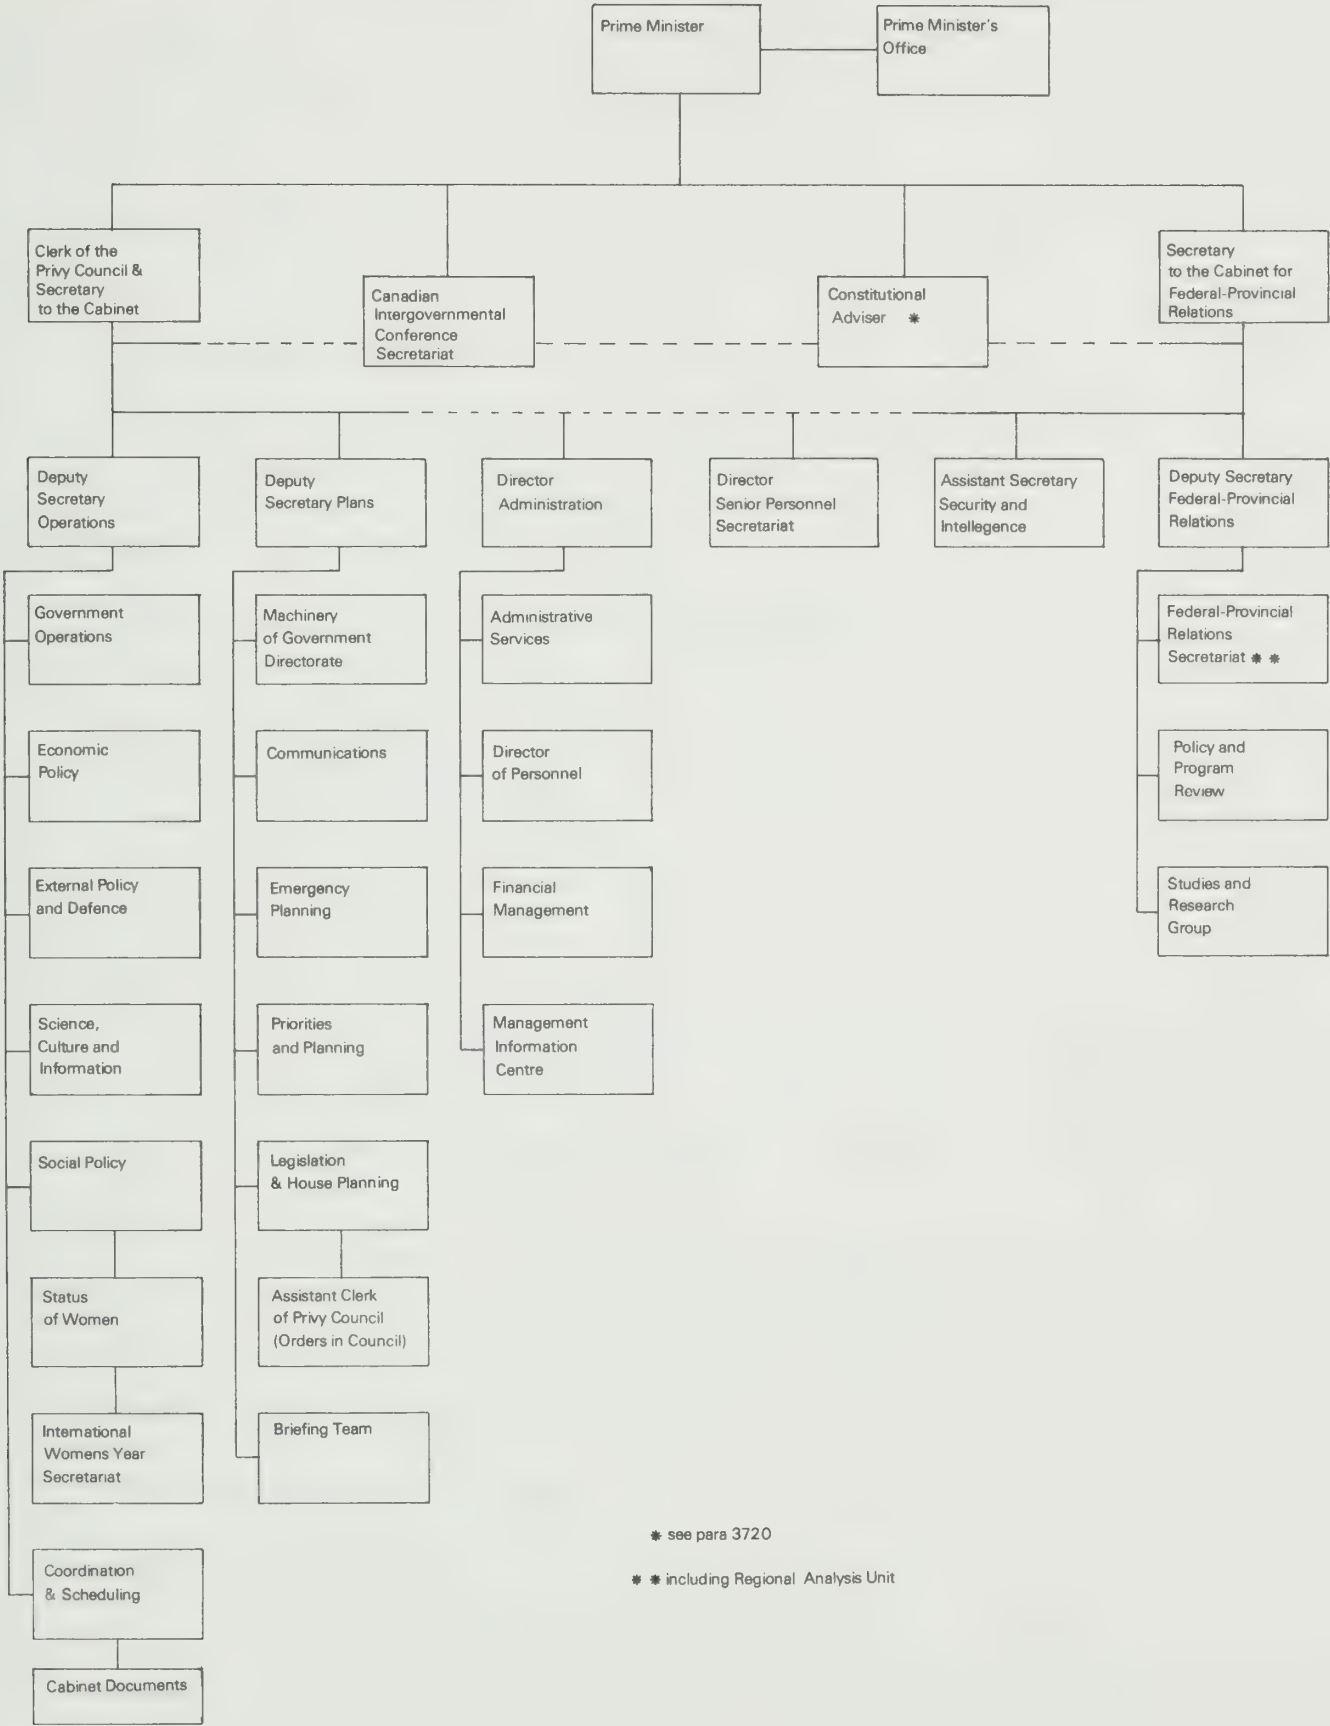 Prime Minister
Prime Minister's
Office
Clerk of the
Privy Council &
Secretary
to the Cabinet
Canadian
Intergovernmental
Conference
Secretariat
Constitutional
Adviser *
Secretary
to the Cabinet for
Federal-Provincial
Relations
Deputy
Secretary
Operations
Deputy
Secretary Plans
Director
Administration
Director
Senior Personnel
Secretariat
Assistant Secretary
Security and
Intellegence
Deputy Secretary
Federal-Provincial
Relations
Government
Operations
Machinery
of Government
Directorate
Administrative
Services
Federal-Provincial
Relations
Secretariat * *
Economic
Policy
Communications
Director
of Personnel
Policy and
Program
Review
External Policy
and Defence
Emergency
Planning
Financial
Management
Studies and
Research
Group
Science,
Culture and
Information
Priorities
and Planning
Management
Information
Centre
Social Policy
Legislation
& House Planning
Status
of Women
Assistant Clerk
of Privy Council
(Orders in Council)
International
Womens Year
Secretariat
Briefing Team
Coordination
& Scheduling
Cabinet Documents
* see para 3720
* * including Regional Analysis Unit